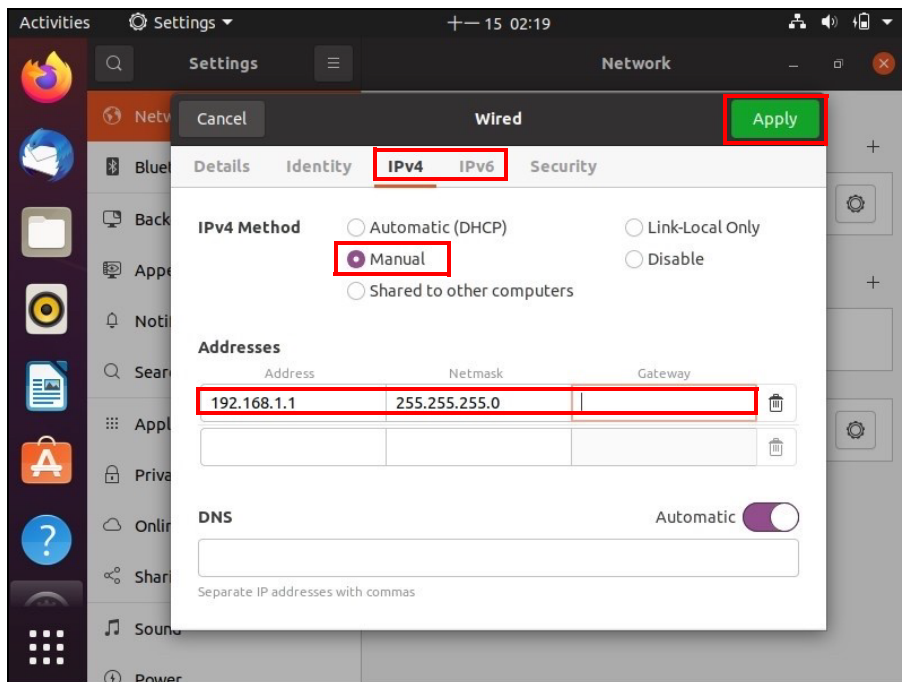 Activities Settings 十一 15 02:19
Settings Network
Cancel Wired Apply
Netw
Details Identity IPv4 IPv6 Security
Bluet
Back
IPv4 Method Automatic (DHCP) Link-Local Only
Manual Disable
Appe
Shared to other computers
Notif
Addresses
Sear
Address Netmask Gateway
192.168.1.1 255.255.255.0
Appl
Priva
DNS Automatic
Onlin
Shari
Separate IP addresses with commas
Sound
Power